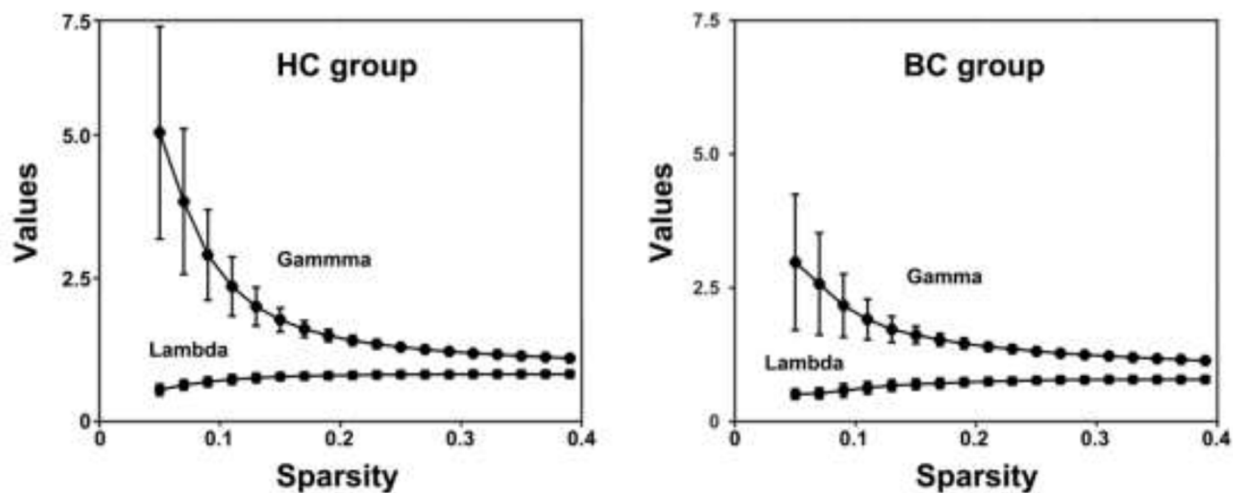 7.5
HC group
5.0
Values
Gammma
2.5
Lambda
0
0 0.1 0.2 0.3 0.4
Sparsity
7.5
BC group
5.0
Values
Gamma
2.5
Lambda
0
0 0.1 0.2 0.3 0.4
Sparsity